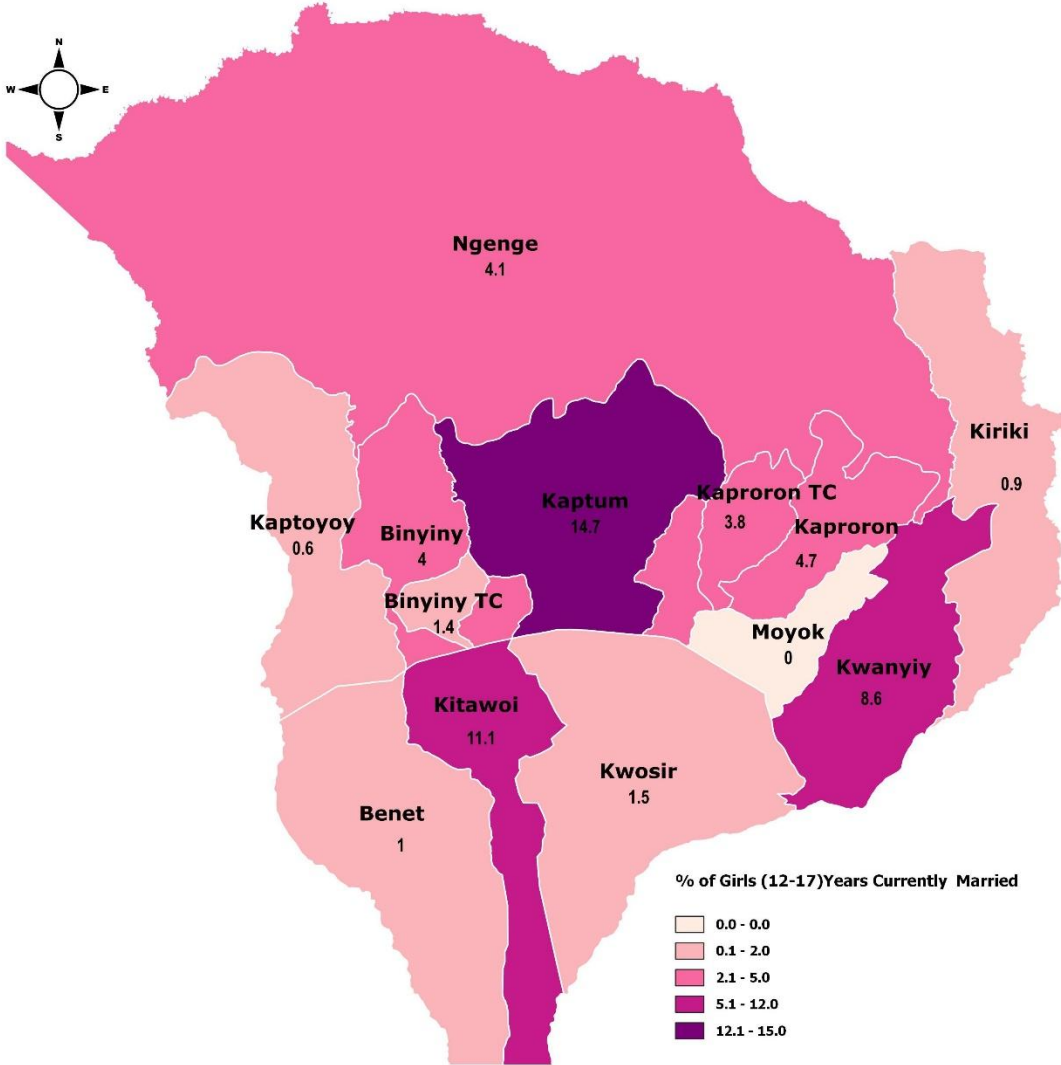 N
W E
S
Ngenge
4.1
Kiriki
0.9
Kaptum
14.7
Kaproron TC
3.8
Kaproron
4.7
Kaptoyoy
0.6
Binyiny
4
Binyiny TC
1.4
Moyok
0
Kwanyiy
8.6
Kitawoi
11.1
Kwosir
1.5
Benet
1
% of Girls (12-17)Years Currently Married
0.0 - 0.0
0.1 - 2.0
2.1 - 5.0
5.1 - 12.0
12.1 - 15.0